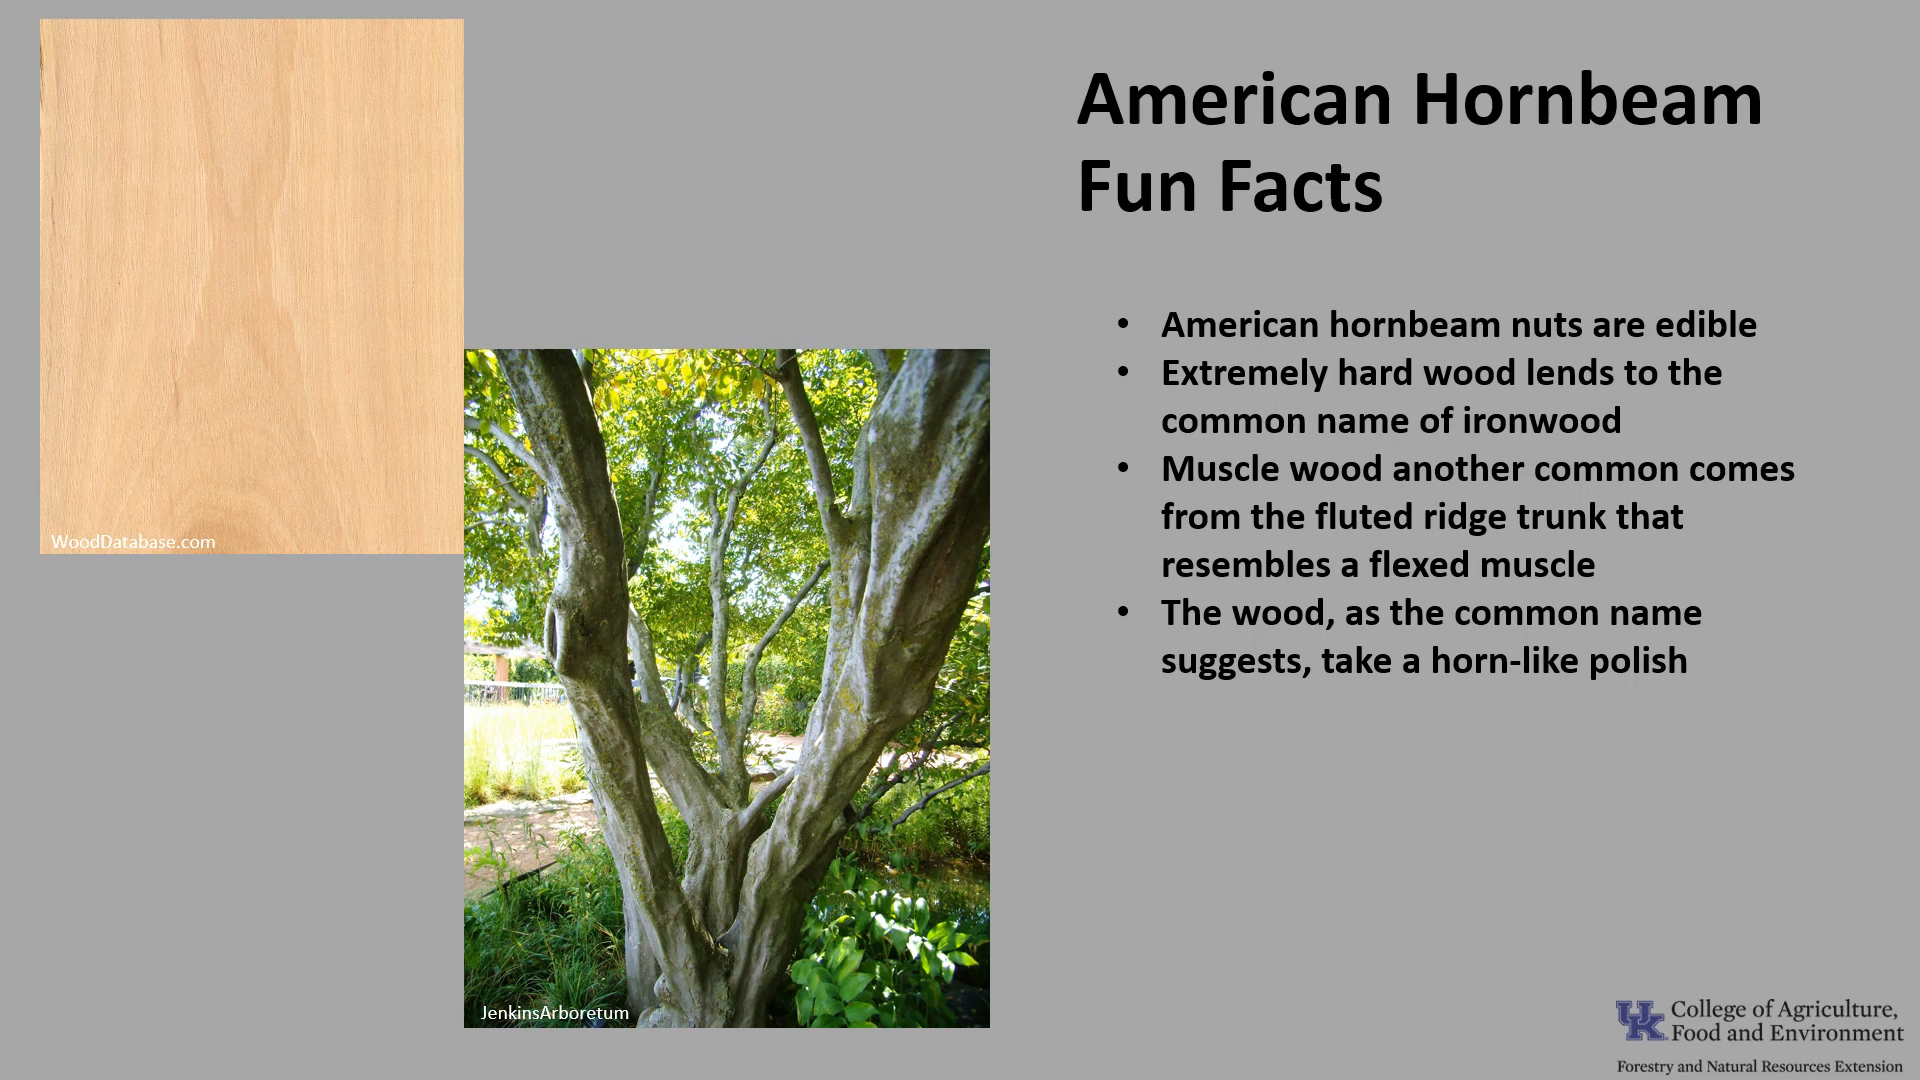 American Hornbeam
Fun Facts
• American hornbeam nuts are edible
• Extremely hard wood lends to the
common name of ironwood
• Muscle wood another common comes
from the fluted ridge trunk that
resembles a flexed muscle
• The wood, as the common name
suggests, take a horn-like polish
WoodDatabase.com
JenkinsArboretum
UK College of Agriculture,
Food and Environment
Forestry and Natural Resources Extension